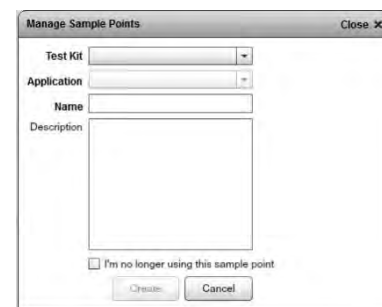 Manage Sample Points Close ✕
Test Kit
Application
Name
Description
I'm no longer using this sample point
Create Cancel